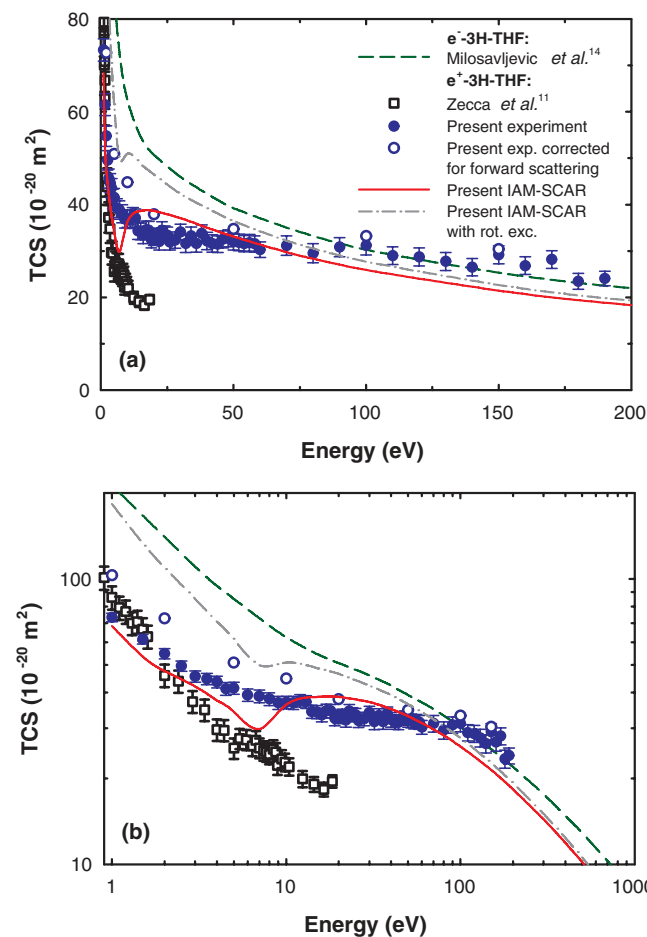 80
60
40
20
0
TCS (10⁻²⁰ m²)
e⁻-3H-THF:
Milosavljevic et al.¹⁴
e⁺-3H-THF:
Zecca et al.¹¹
Present experiment
Present exp. corrected
for forward scattering
Present IAM-SCAR
Present IAM-SCAR
with rot. exc.
(a)
0 50 100 150 200
Energy (eV)
100
10
TCS (10⁻²⁰ m²)
(b)
1 10 100 1000
Energy (eV)